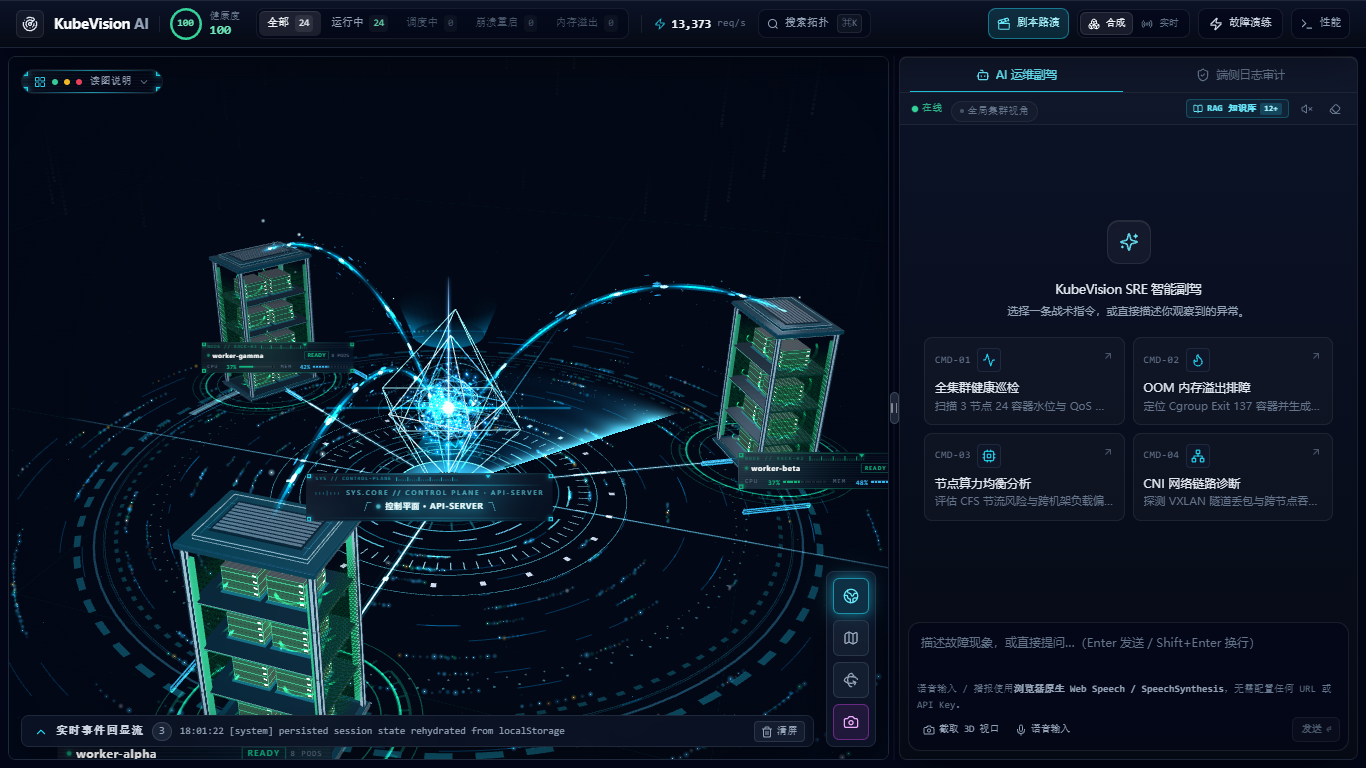 KubeVision AI
100
健康度
100
全部 24
运行中 24
调度中 0
崩溃重启 0
内存溢出 0
13,373 req/s
搜索拓扑 ⌘K
剧本路演
合成
实时
故障演练
性能
读图说明
worker-gamma
READY 8 PODS
CPU 37% MEM 42%
worker-beta
READY
CPU 37% MEM 48%
SYS // CONTROL-PLANE
SYS.CORE // CONTROL PLANE · API-SERVER
控制平面 • API-SERVER
实时事件回显流 3 18:01:22 [system] persisted session state rehydrated from localStorage
清屏
worker-alpha READY 8 PODS
AI 运维副驾
端侧日志审计
在线
全局集群视角
RAG 知识库 12+
KubeVision SRE 智能副驾
选择一条战术指令，或直接描述你观察到的异常。
CMD-01
全集群健康巡检
扫描 3 节点 24 容器水位与 QoS ...
CMD-02
OOM 内存溢出排障
定位 Cgroup Exit 137 容器并生成...
CMD-03
节点算力均衡分析
评估 CFS 节流风险与跨机架负载偏...
CMD-04
CNI 网络链路诊断
探测 VXLAN 隧道丢包与跨节点吞...
描述故障现象，或直接提问...（Enter 发送 / Shift+Enter 换行）
语音输入 / 播报使用浏览器原生 Web Speech / SpeechSynthesis，无需配置任何 URL 或
API Key。
截取 3D 视口
语音输入
发送